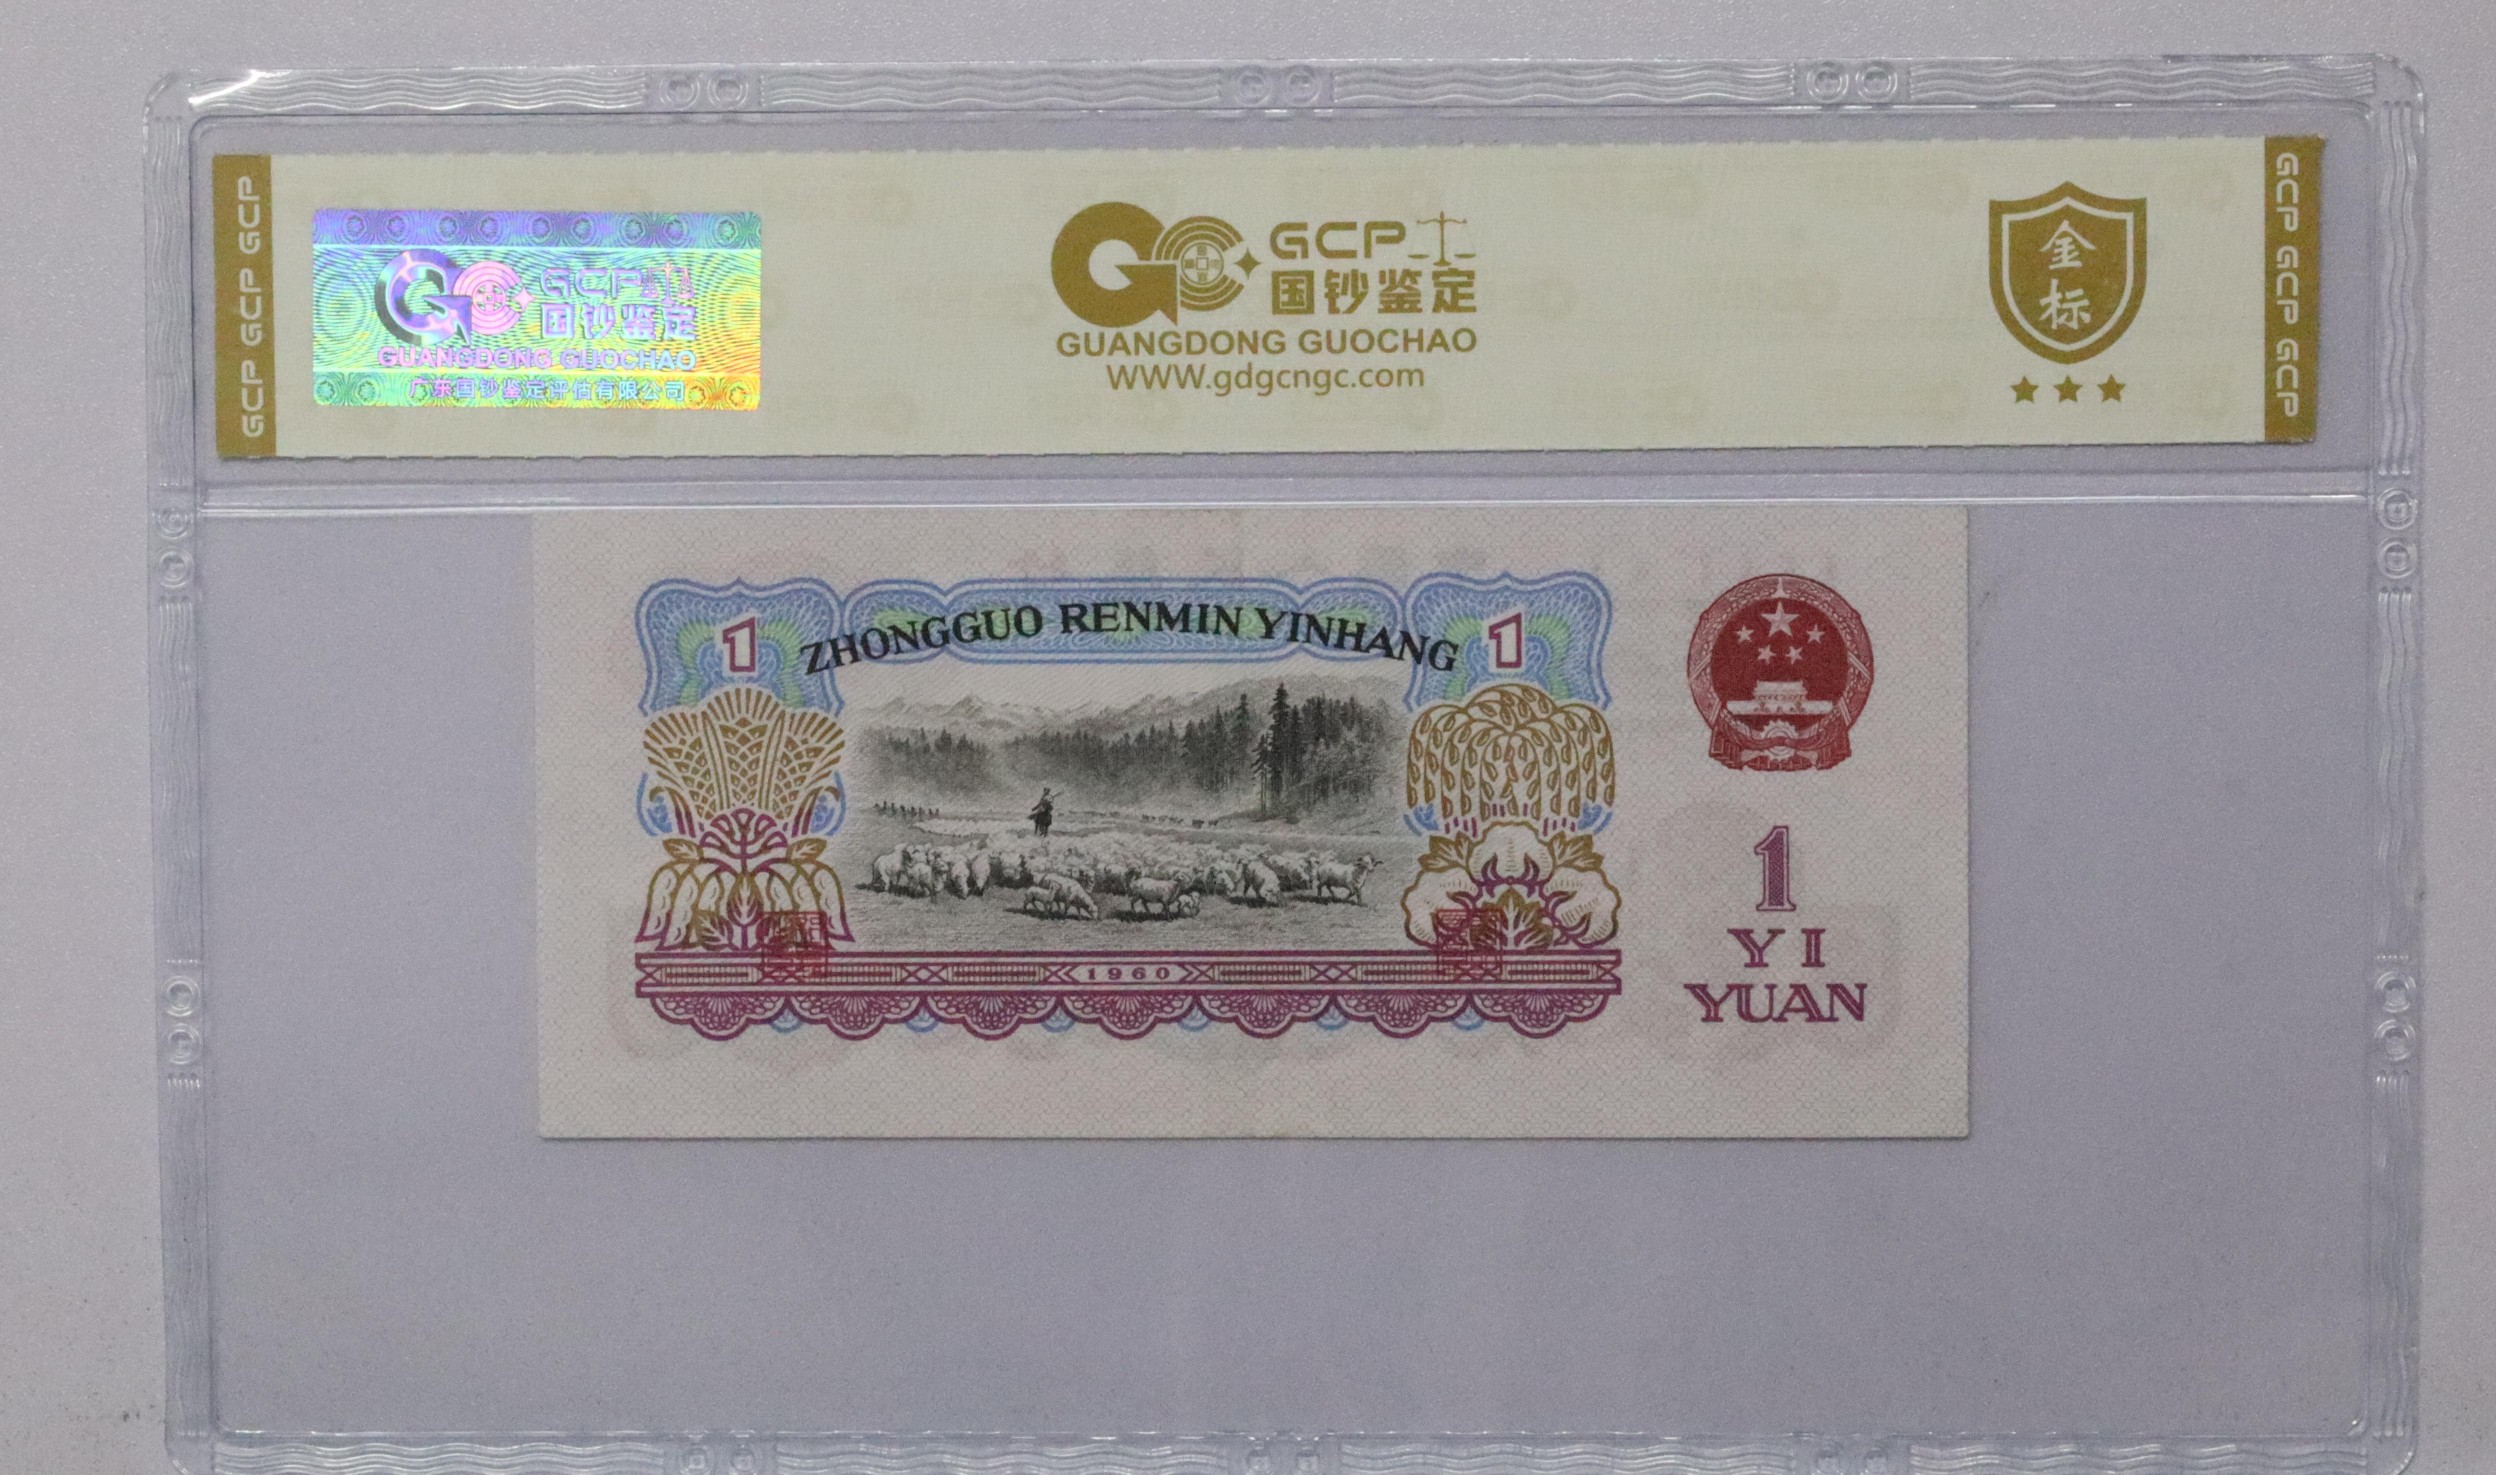 GCP GCP GCP
GCP
国钞鉴定
GUANGDONG GUOCHAO
广东国钞鉴定评估有限公司
GCP
国钞鉴定
GUANGDONG GUOCHAO
WWW.gdgcngc.com
金
标
GCP GCP GCP
1 ZHONGGUO RENMIN YINHANG 1
1960
1
YI
YUAN